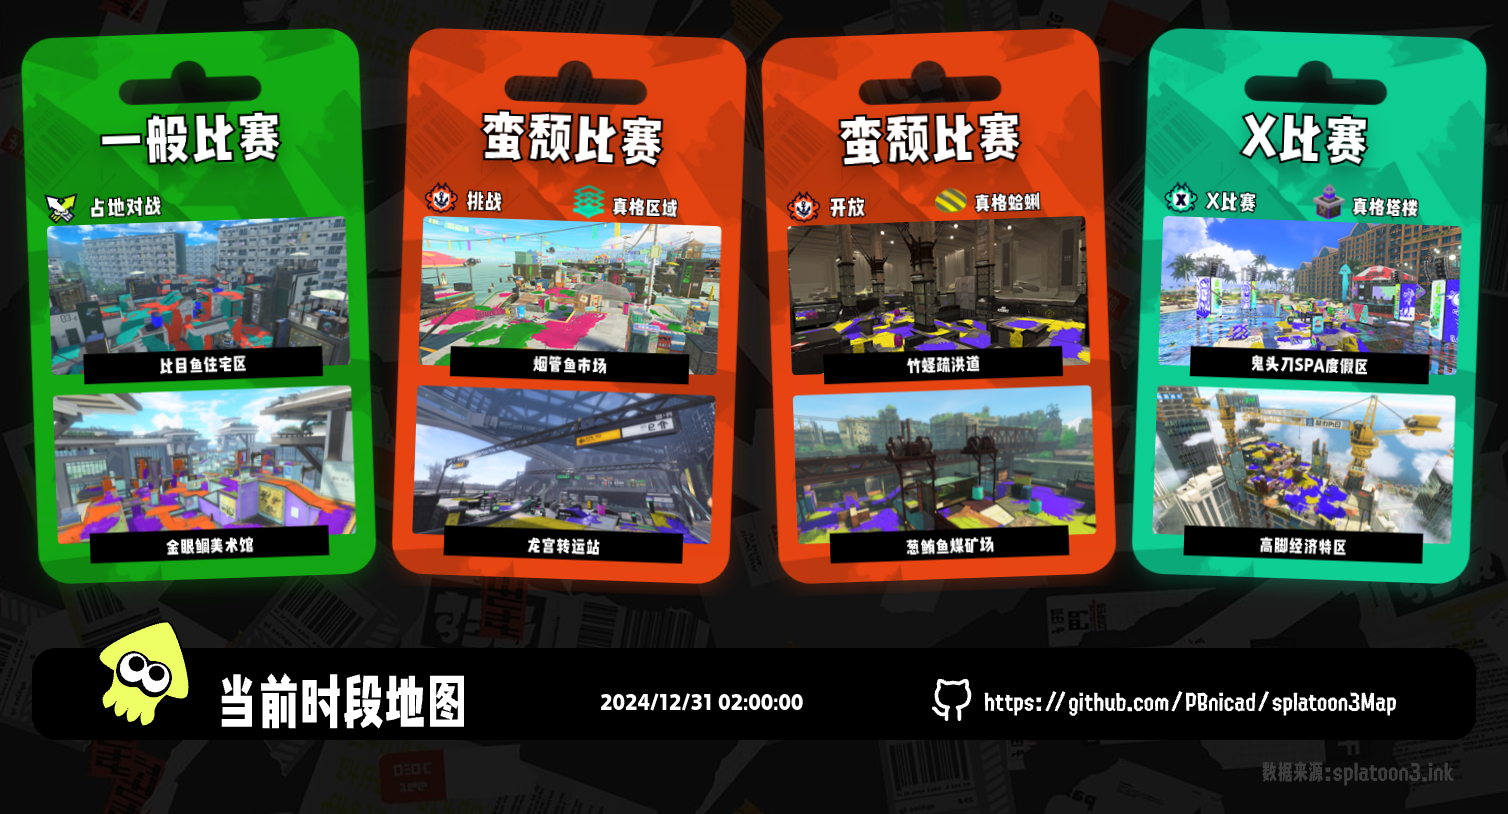 一般比赛
占地对战
比目鱼住宅区
金眼鲷美术馆
蛮颓比赛
挑战
真格区域
烟管鱼市场
龙宫转运站
蛮颓比赛
开放
真格蛤蜊
竹蛏疏洪道
葱鲔鱼煤矿场
X比赛
X比赛
真格塔楼
鬼头刀SPA度假区
高脚经济特区
当前时段地图
2024/12/31 02:00:00
https://github.com/PBnicad/splatoon3Map
数据来源:splatoon3.ink